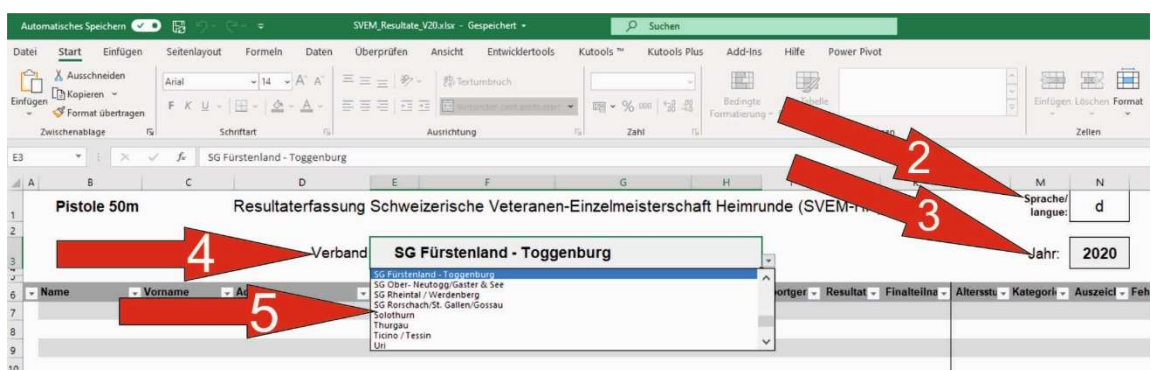 Automatisches Speichern SVEM_Resultate_V20.xlsx - Gespeichert Suchen
Datei Start Einfügen Seitenlayout Formeln Daten Überprüfen Ansicht Entwicklertools Kutools ™ Kutools Plus Add-Ins Hilfe Power Pivot
Einfügen
Ausschneiden
Kopieren
Format übertragen
Arial 14
F K U
Textumbruch
% 000
Bedingte
Formatierung
Einfügen Löschen Format
Zwischenablage Schriftart Ausrichtung Zahl Zellen
E3 fx SG Fürstenland - Toggenburg
A B C D E F G H M N
1 Pistole 50m Resultaterfassung Schweizerische Veteranen-Einzelmeisterschaft Heimrunde Sprache/ langue: d
2
3 Verband SG Fürstenland - Toggenburg Jahr: 2020
2
3
4
5
SG Fürstenland - Toggenburg
SG Ober- Neutogg/Gaster & See
SG Rheintal / Werdenberg
SG Rorschach/St. Gallen/Gossau
Solothurn
Thurgau
Ticino / Tessin
Uri
6 Name Vorname Resultat Finalteilna Altersstu Kategorie Auszeich Feh
7
8
9
10